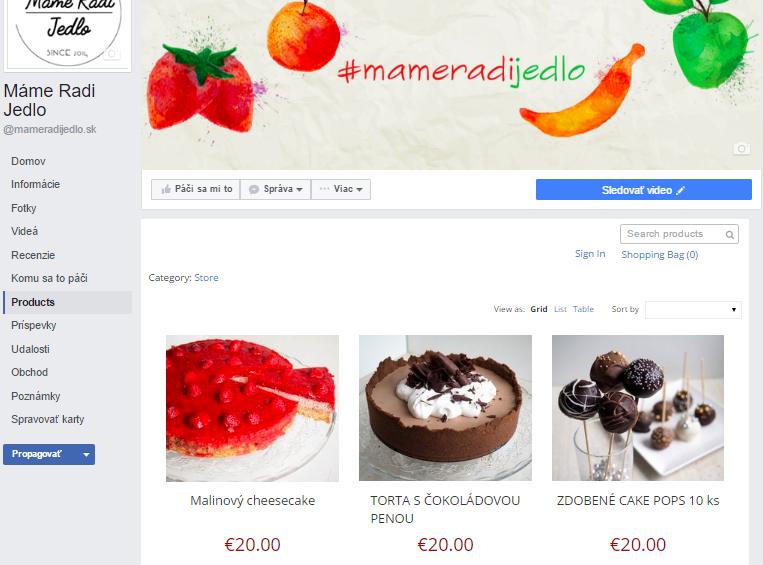 Máme Radi
Jedlo
SINCE 2014
#mameradijedlo
Máme Radi
Jedlo
@mameradijedlo.sk
Domov
Informácie
Fotky
Videá
Recenzie
Komu sa to páči
Products
Príspevky
Udalosti
Obchod
Poznámky
Spravovať karty
Propagovať
Páči sa mi to
Správa
Viac
Sledovať video
Search products
Sign In
Shopping Bag (0)
Category: Store
View as: Grid List Table Sort by
Malinový cheesecake
€20.00
TORTA S ČOKOLÁDOVOU
PENOU
€20.00
ZDOBENÉ CAKE POPS 10 ks
€20.00